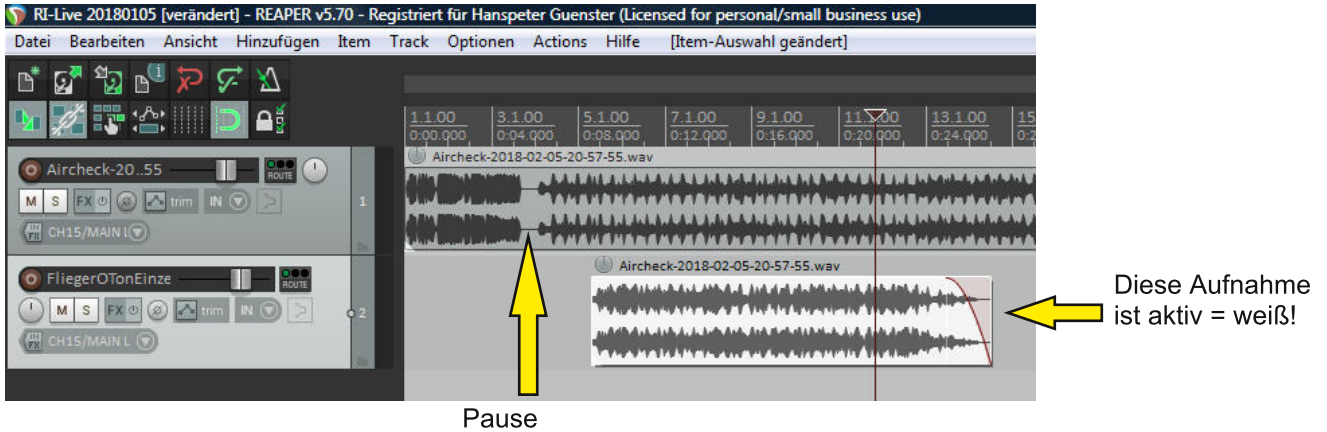 RI-Live 20180105 [verändert] - REAPER v5.70 - Registriert für Hanspeter Guenster (Licensed for personal/small business use)
Datei Bearbeiten Ansicht Hinzufügen Item Track Optionen Actions Hilfe [Item-Auswahl geändert]
1.1.00 3.1.00 5.1.00 7.1.00 9.1.00 13.1.00
0:00.000 0:04.000 0:08.000 0:12.000 0:16.000 0:20.000 0:24.000
Aircheck-2018-02-05-20-57-55.wav
Aircheck-20..55 ROUTE
M S FX trim IN 1
IN FX CH15/MAIN L
Aircheck-2018-02-05-20-57-55.wav
FliegerOTonEinze ROUTE
M S FX trim IN 2
IN FX CH15/MAIN L
Diese Aufnahme
ist aktiv = weiß!
Pause